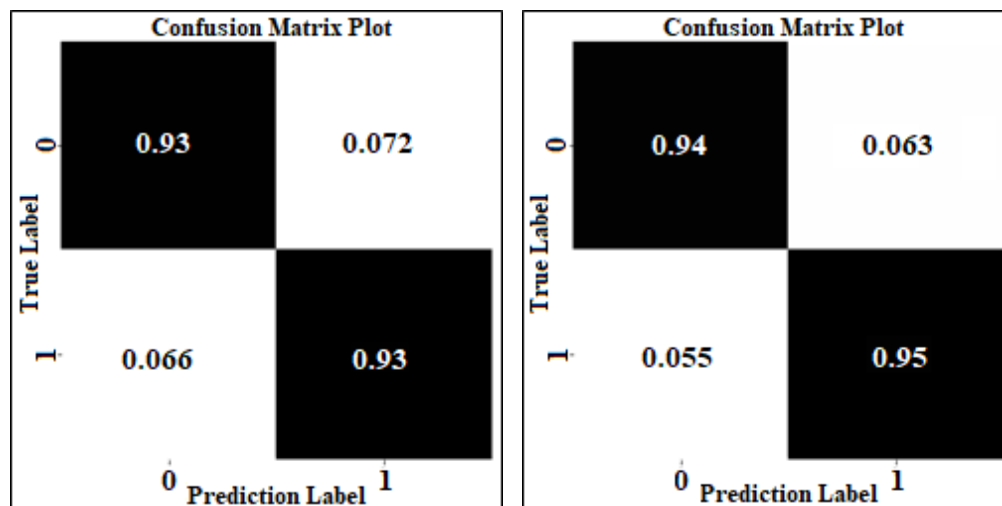 Confusion Matrix Plot
0
0.93
0.072
True Label
1
0.066
0.93
0
1
Prediction Label
Confusion Matrix Plot
0
0.94
0.063
True Label
1
0.055
0.95
0
1
Prediction Label